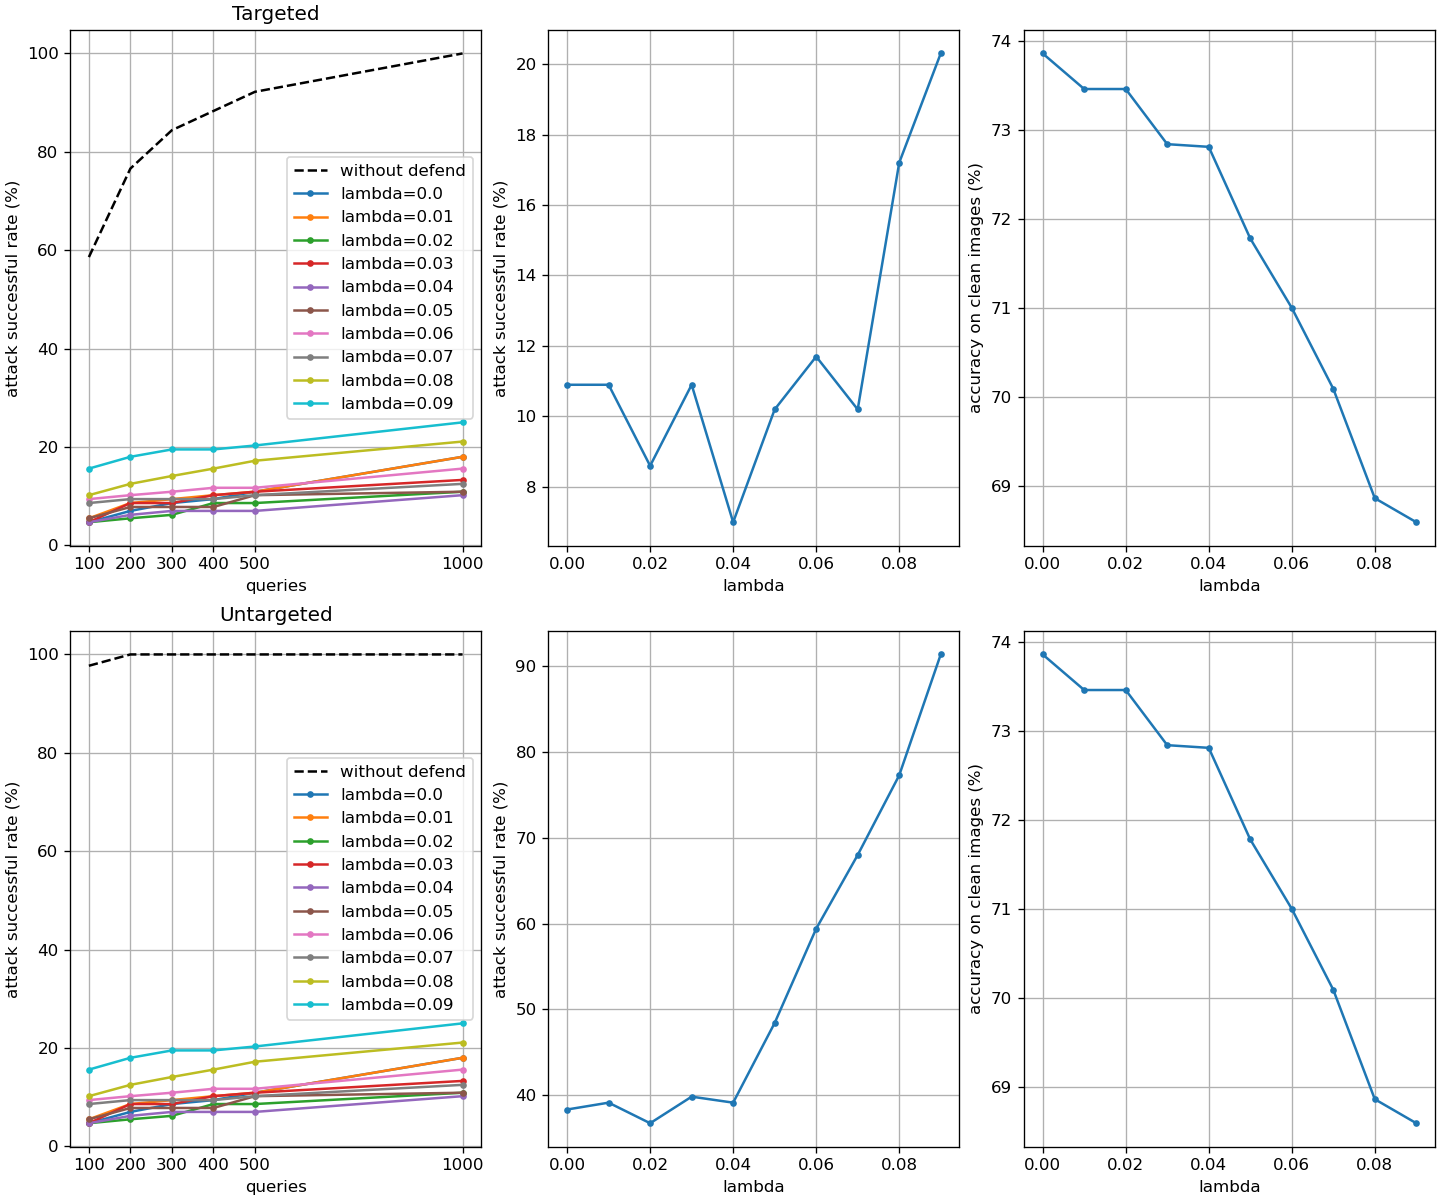 Targeted
attack successful rate (%)
100
80
60
40
20
0
without defend
lambda=0.0
lambda=0.01
lambda=0.02
lambda=0.03
lambda=0.04
lambda=0.05
lambda=0.06
lambda=0.07
lambda=0.08
lambda=0.09
100 200 300 400 500 1000
queries
attack successful rate (%)
20
18
16
14
12
10
8
0.00 0.02 0.04 0.06 0.08
lambda
accuracy on clean images (%)
74
73
72
71
70
69
0.00 0.02 0.04 0.06 0.08
lambda
Untargeted
attack successful rate (%)
100
80
60
40
20
0
without defend
lambda=0.0
lambda=0.01
lambda=0.02
lambda=0.03
lambda=0.04
lambda=0.05
lambda=0.06
lambda=0.07
lambda=0.08
lambda=0.09
100 200 300 400 500 1000
queries
attack successful rate (%)
90
80
70
60
50
40
0.00 0.02 0.04 0.06 0.08
lambda
accuracy on clean images (%)
74
73
72
71
70
69
0.00 0.02 0.04 0.06 0.08
lambda